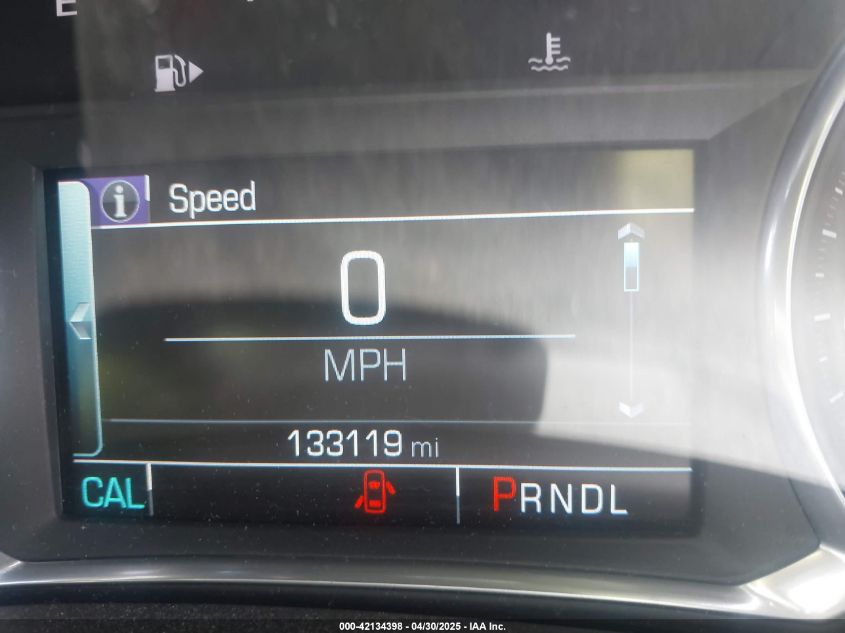 E
Speed
0
MPH
133119 mi
CAL PRNDL
000-42134398 - 04/30/2025 - IAA Inc.